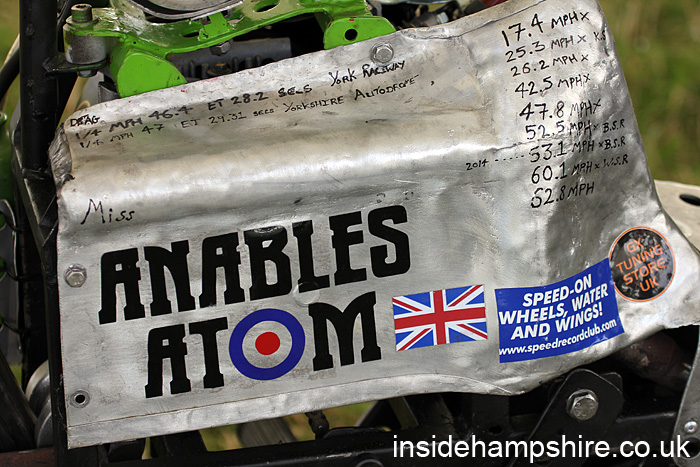 DRAG
1/4 MPH 46.4 ET 28.2 SECS YORK RACEWAY
1/4 MPH 47 ET 29.31 SECS YORKSHIRE AUTODROME
17.4 MPH X
25.3 MPH X
26.2 MPH X
42.5 MPH X
47.8 MPH X
52.5 MPH X B.S.R
2014 ------ 53.1 MPH X B.S.R
60.1 MPH X W.S.R
52.8 MPH
Miss
ANABLES
ATOM
SPEED-ON
WHEELS, WATER
AND WINGS!
www.speedrecordclub.com
TUNING
STORE
UK
insidehampshire.co.uk